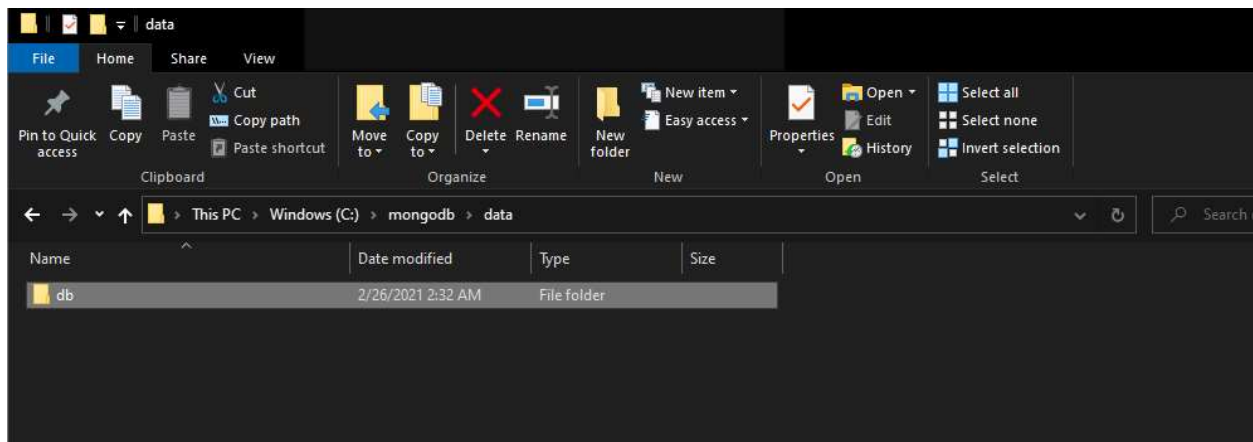 data
File Home Share View
Pin to Quick access
Copy
Paste
Cut
Copy path
Paste shortcut
Clipboard
Move to
Copy to
Delete
Rename
Organize
New folder
New item
Easy access
New
Properties
Open
Edit
History
Open
Select all
Select none
Invert selection
Select
This PC > Windows (C:) > mongodb > data
Search
Name Date modified Type Size
db 2/26/2021 2:32 AM File folder